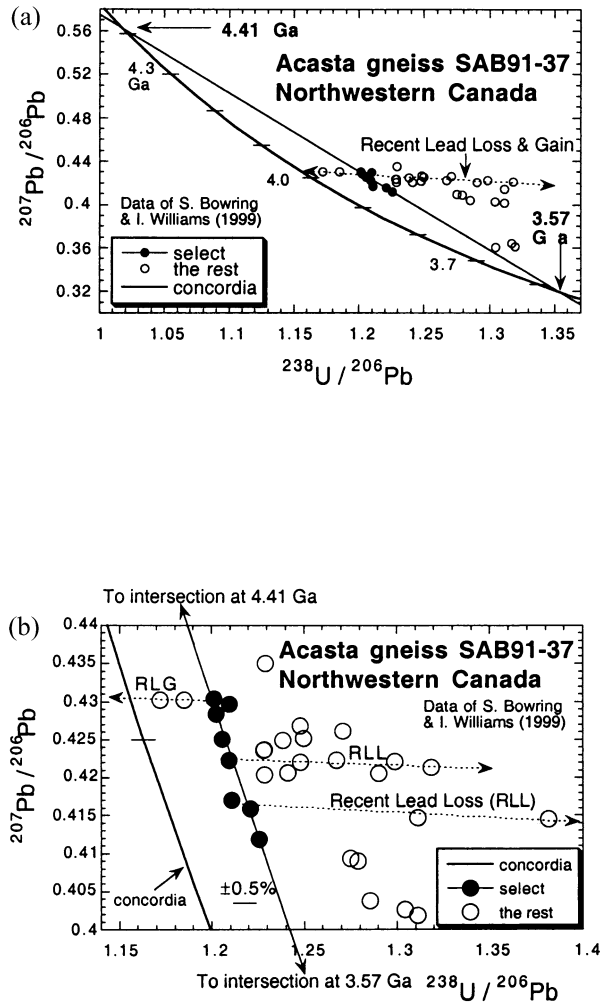 (a)
4.41 Ga
Acasta gneiss SAB91-37
Northwestern Canada
4.3
Ga
Recent Lead Loss & Gain
4.0
Data of S. Bowring
& I. Williams (1999)
3.57
G a
3.7
select
the rest
concordia
0.56
0.52
0.48
0.44
0.4
0.36
0.32
207Pb / 206Pb
1 1.05 1.1 1.15 1.2 1.25 1.3 1.35
238U / 206Pb
To intersection at 4.41 Ga
(b)
Acasta gneiss SAB91-37
Northwestern Canada
Data of S. Bowring
& I. Williams (1999)
RLG
RLL
Recent Lead Loss (RLL)
±0.5%
concordia
concordia
select
the rest
0.44
0.435
0.43
0.425
0.42
0.415
0.41
0.405
0.4
207Pb / 206Pb
1.15 1.2 1.25 1.3 1.35 1.4
To intersection at 3.57 Ga 238U / 206Pb